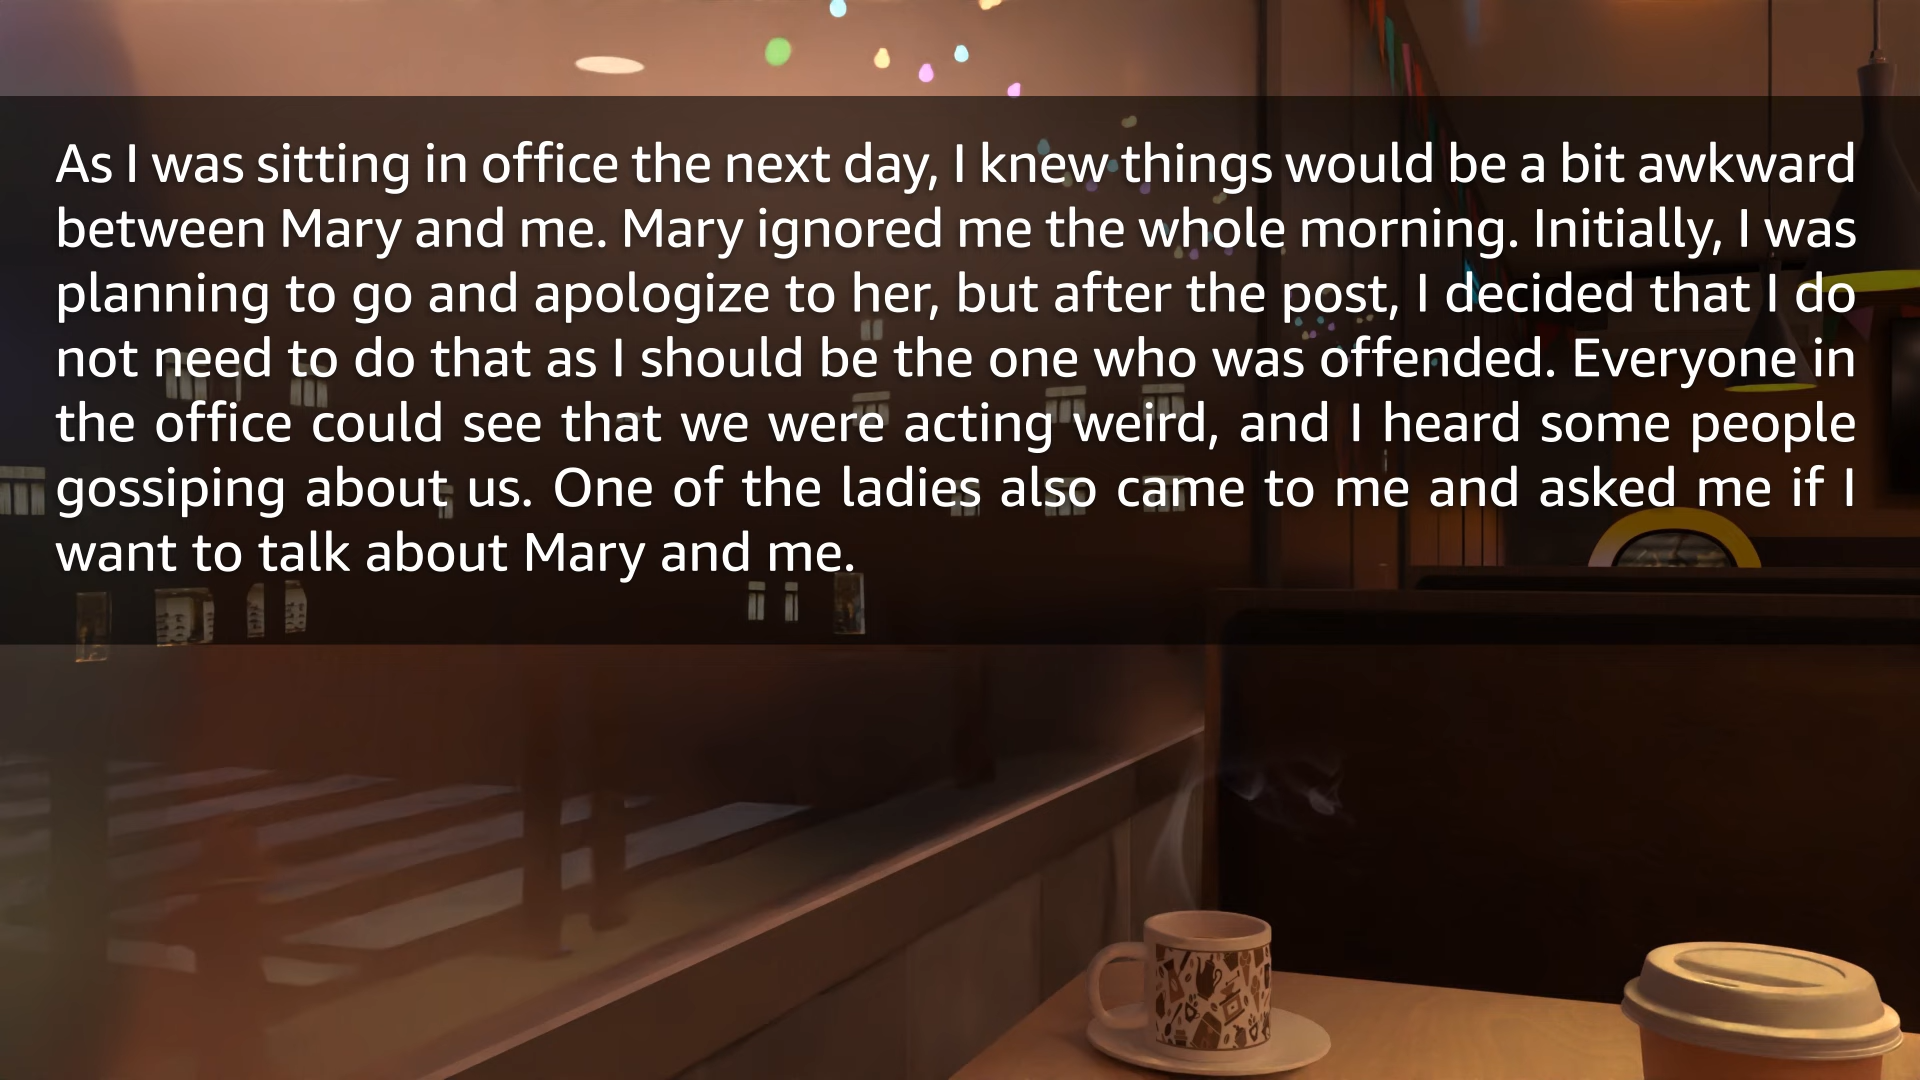 As I was sitting in office the next day, I knew things would be a bit awkward
between Mary and me. Mary ignored me the whole morning. Initially, I was
planning to go and apologize to her, but after the post, I decided that I do
not need to do that as I should be the one who was offended. Everyone in
the office could see that we were acting weird, and I heard some people
gossiping about us. One of the ladies also came to me and asked me if I
want to talk about Mary and me.